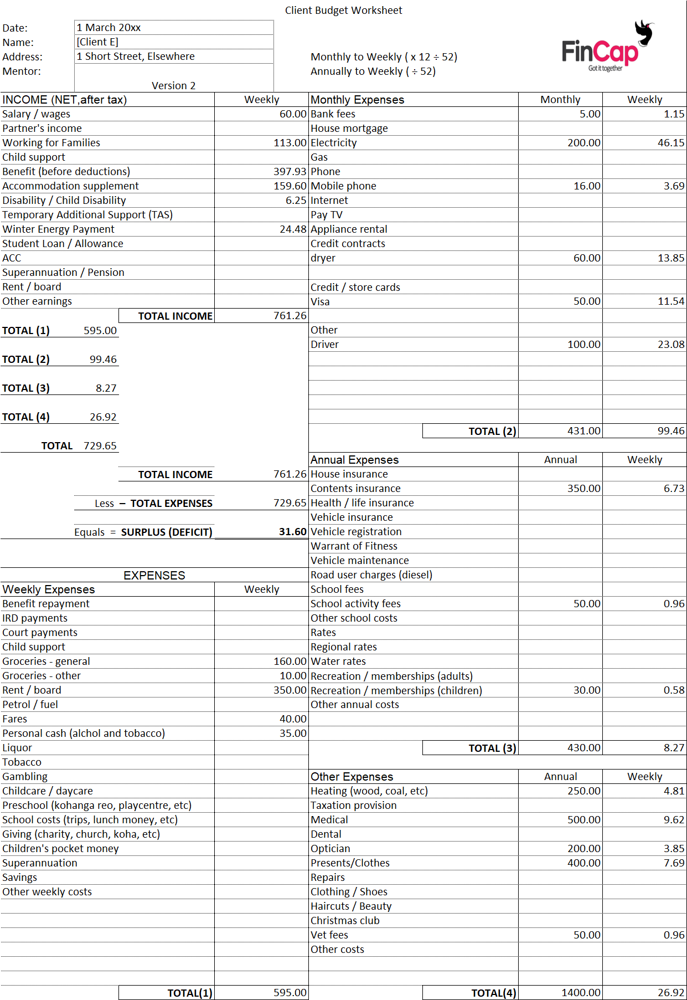 Client Budget Worksheet
Date: 1 March 20xx
Name: [Client E]
Address: 1 Short Street, Elsewhere
Mentor:
Version 2
Monthly to Weekly ( x 12 ÷ 52)
Annually to Weekly ( ÷ 52)
FinCap
Got it together
INCOME (NET,after tax) Weekly
Salary / wages 60.00
Partner's income
Working for Families 113.00
Child support
Benefit (before deductions) 397.93
Accommodation supplement 159.60
Disability / Child Disability 6.25
Temporary Additional Support (TAS)
Winter Energy Payment 24.48
Student Loan / Allowance
ACC
Superannuation / Pension
Rent / board
Other earnings
TOTAL INCOME 761.26
TOTAL (1) 595.00
TOTAL (2) 99.46
TOTAL (3) 8.27
TOTAL (4) 26.92
TOTAL 729.65
TOTAL INCOME 761.26
Less – TOTAL EXPENSES 729.65
Equals = SURPLUS (DEFICIT) 31.60
EXPENSES
Weekly Expenses Weekly
Benefit repayment
IRD payments
Court payments
Child support
Groceries - general 160.00
Groceries - other 10.00
Rent / board 350.00
Petrol / fuel
Fares 40.00
Personal cash (alchol and tobacco) 35.00
Liquor
Tobacco
Gambling
Childcare / daycare
Preschool (kohanga reo, playcentre, etc)
School costs (trips, lunch money, etc)
Giving (charity, church, koha, etc)
Children's pocket money
Superannuation
Savings
Other weekly costs
TOTAL(1) 595.00
Monthly Expenses Monthly Weekly
Bank fees 5.00 1.15
House mortgage
Electricity 200.00 46.15
Gas
Phone
Mobile phone 16.00 3.69
Internet
Pay TV
Appliance rental
Credit contracts
dryer 60.00 13.85
Credit / store cards
Visa 50.00 11.54
Other
Driver 100.00 23.08
TOTAL (2) 431.00 99.46
Annual Expenses Annual Weekly
House insurance
Contents insurance 350.00 6.73
Health / life insurance
Vehicle insurance
Vehicle registration
Warrant of Fitness
Vehicle maintenance
Road user charges (diesel)
School fees
School activity fees 50.00 0.96
Other school costs
Rates
Regional rates
Water rates
Recreation / memberships (adults)
Recreation / memberships (children) 30.00 0.58
Other annual costs
TOTAL (3) 430.00 8.27
Other Expenses Annual Weekly
Heating (wood, coal, etc) 250.00 4.81
Taxation provision
Medical 500.00 9.62
Dental
Optician 200.00 3.85
Presents/Clothes 400.00 7.69
Repairs
Clothing / Shoes
Haircuts / Beauty
Christmas club
Vet fees 50.00 0.96
Other costs
TOTAL(4) 1400.00 26.92